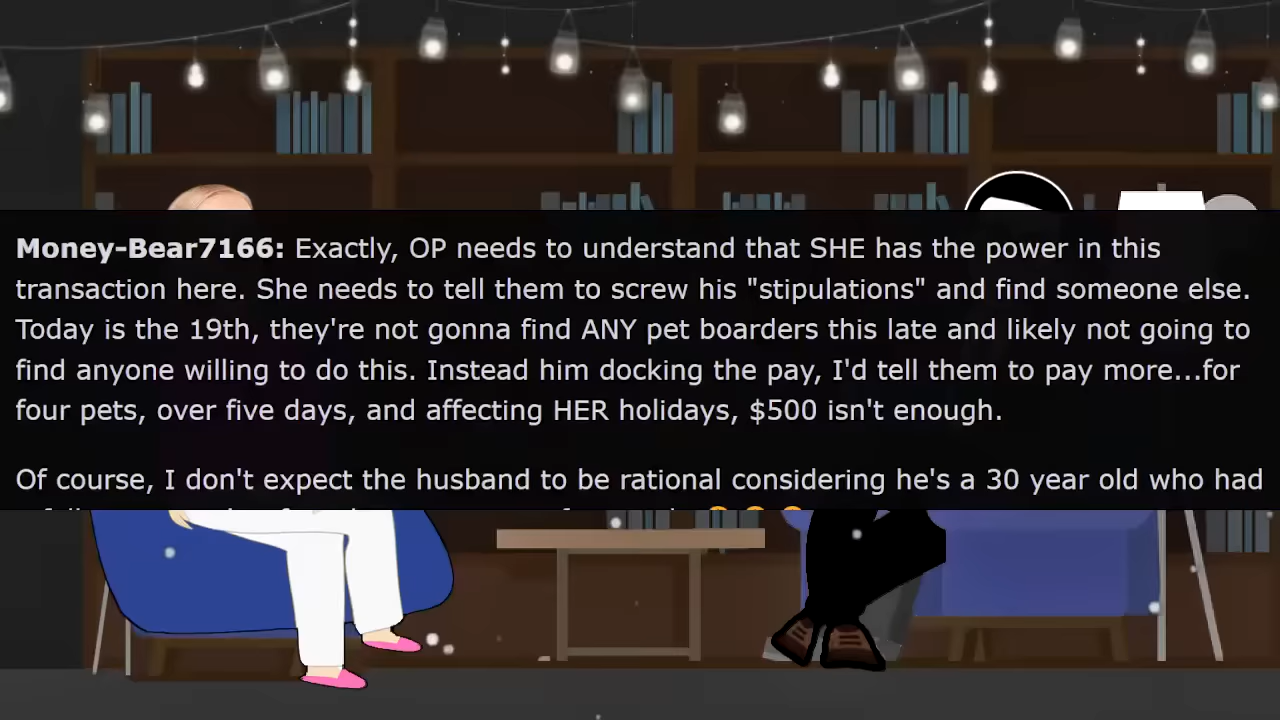 Money-Bear7166: Exactly, OP needs to understand that SHE has the power in this
transaction here. She needs to tell them to screw his "stipulations" and find someone else.
Today is the 19th, they're not gonna find ANY pet boarders this late and likely not going to
find anyone willing to do this. Instead him docking the pay, I'd tell them to pay more...for
four pets, over five days, and affecting HER holidays, $500 isn't enough.
Of course, I don't expect the husband to be rational considering he's a 30 year old who had